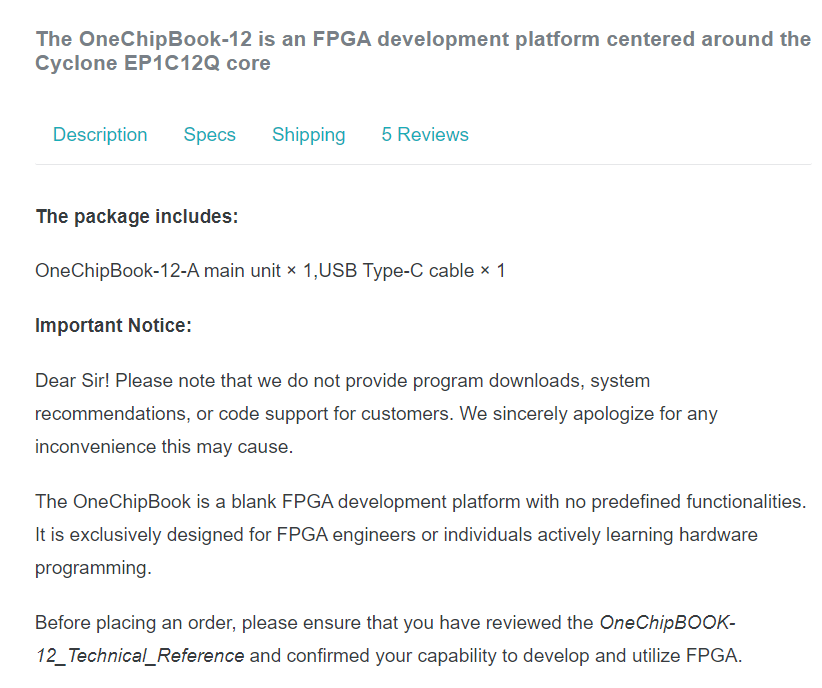 The OneChipBook-12 is an FPGA development platform centered around the
Cyclone EP1C12Q core
Description Specs Shipping 5 Reviews
The package includes:
OneChipBook-12-A main unit × 1,USB Type-C cable × 1
Important Notice:
Dear Sir! Please note that we do not provide program downloads, system
recommendations, or code support for customers. We sincerely apologize for any
inconvenience this may cause.
The OneChipBook is a blank FPGA development platform with no predefined functionalities.
It is exclusively designed for FPGA engineers or individuals actively learning hardware
programming.
Before placing an order, please ensure that you have reviewed the OneChipBOOK-
12_Technical_Reference and confirmed your capability to develop and utilize FPGA.